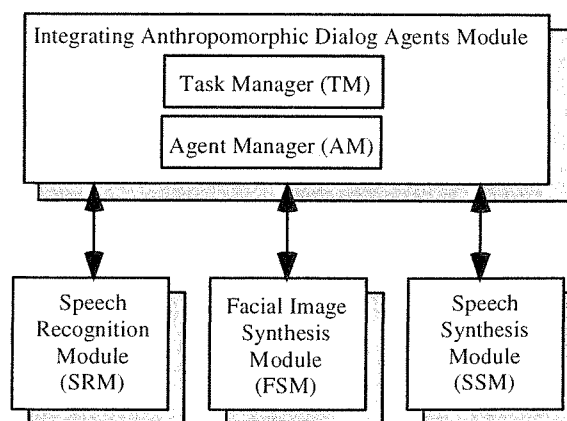 Integrating Anthropomorphic Dialog Agents Module
Task Manager (TM)
Agent Manager (AM)
Speech
Recognition
Module
(SRM)
Facial Image
Synthesis
Module
(FSM)
Speech
Synthesis
Module
(SSM)